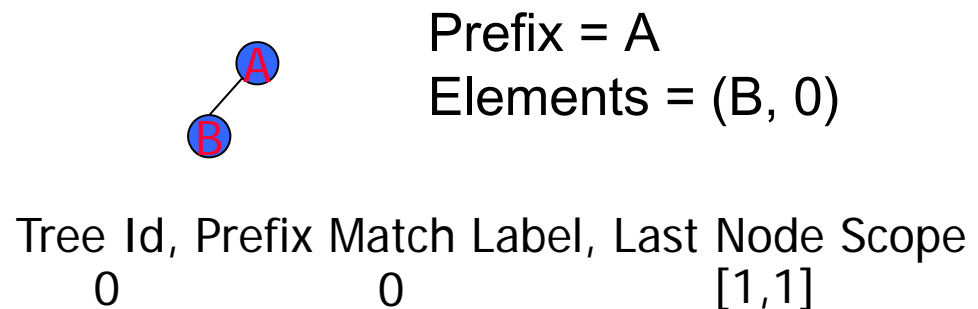 A
B
Prefix = A
Elements = (B, 0)
Tree Id, Prefix Match Label, Last Node Scope
0 0 [1,1]